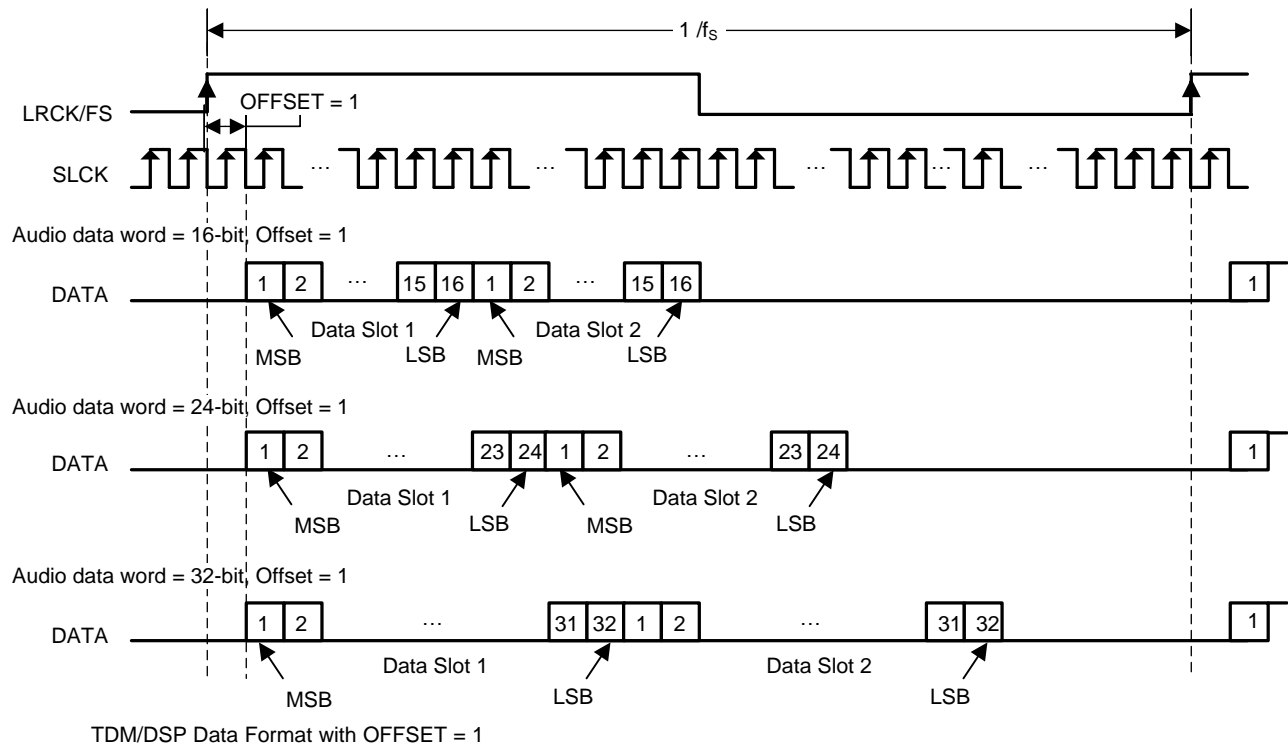 1 /fS
OFFSET = 1
LRCK/FS
SLCK … … … … …
Audio data word = 16-bit, Offset = 1
DATA 1 2 … 15 16 1 2 … 15 16 1
Data Slot 1 Data Slot 2
MSB LSB MSB LSB
Audio data word = 24-bit, Offset = 1
DATA 1 2 … 23 24 1 2 … 23 24 1
Data Slot 1 Data Slot 2
MSB LSB MSB LSB
Audio data word = 32-bit, Offset = 1
DATA 1 2 … 31 32 1 2 … 31 32 1
Data Slot 1 Data Slot 2
MSB LSB LSB
TDM/DSP Data Format with OFFSET = 1